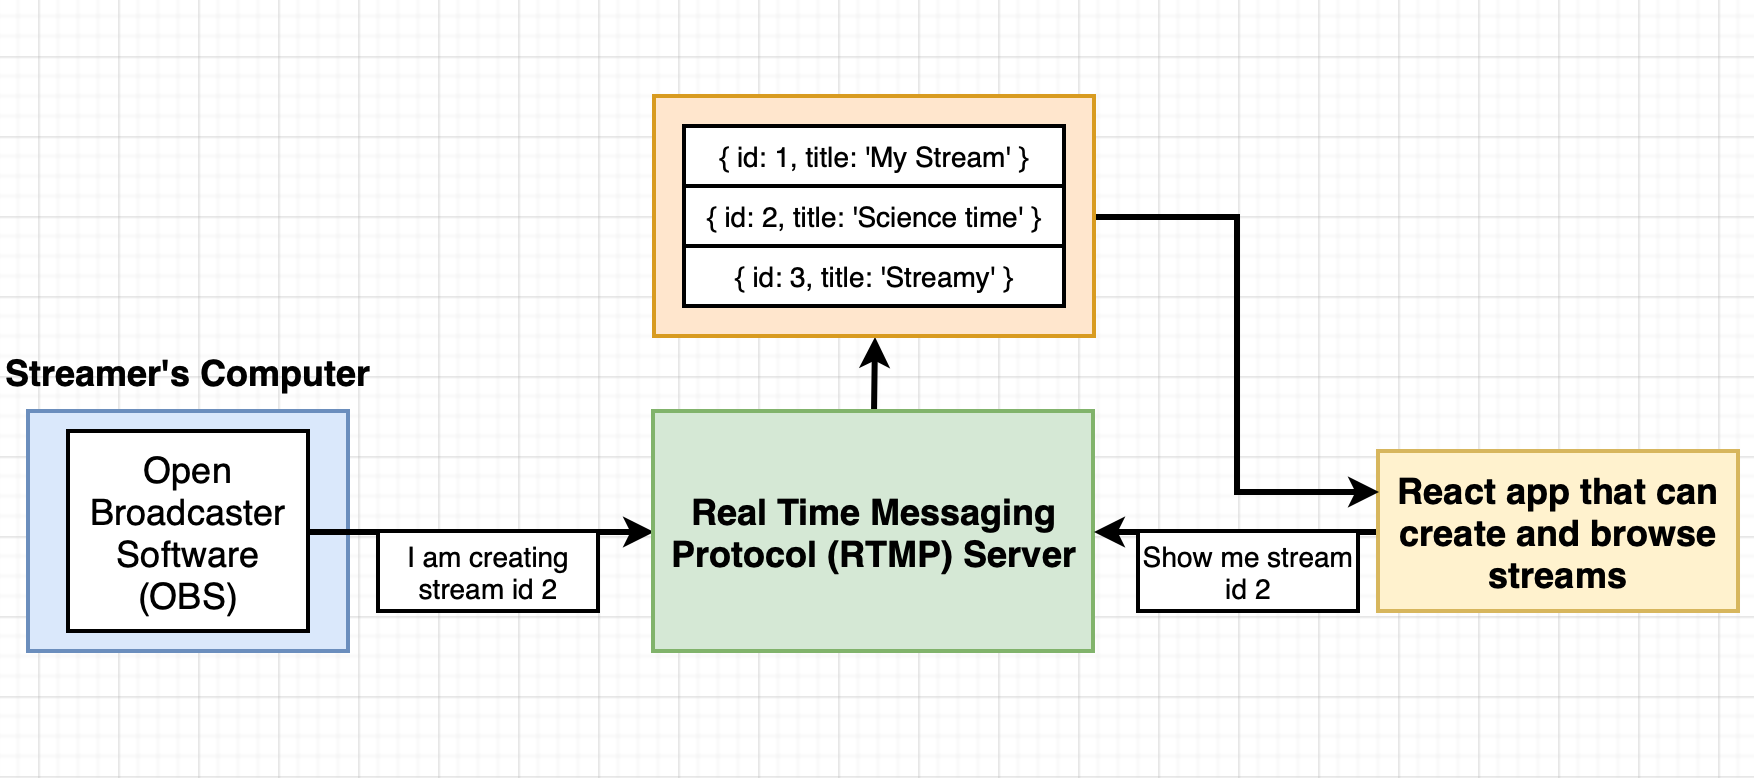 { id: 1, title: 'My Stream' }
{ id: 2, title: 'Science time' }
{ id: 3, title: 'Streamy' }
Streamer's Computer
Open
Broadcaster
Software
(OBS)
I am creating
stream id 2
Real Time Messaging
Protocol (RTMP) Server
Show me stream
id 2
React app that can
create and browse
streams